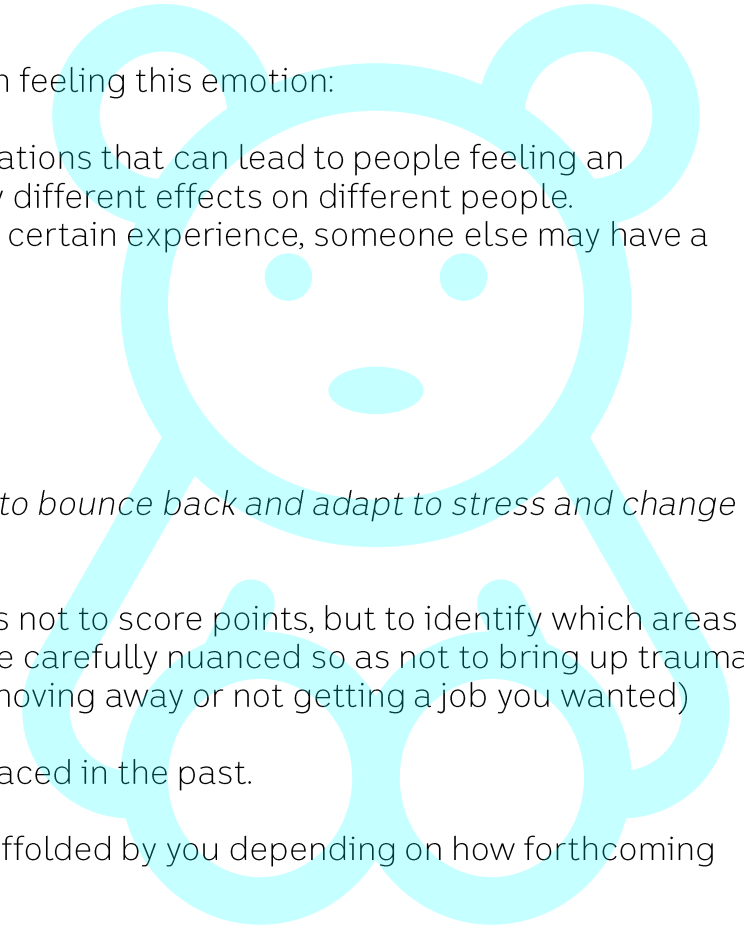 n feeling this emotion:
ations that can lead to people feeling an
y different effects on different people.
certain experience, someone else may have a
to bounce back and adapt to stress and change
s not to score points, but to identify which areas
e carefully nuanced so as not to bring up trauma
moving away or not getting a job you wanted)
aced in the past.
ffolded by you depending on how forthcoming